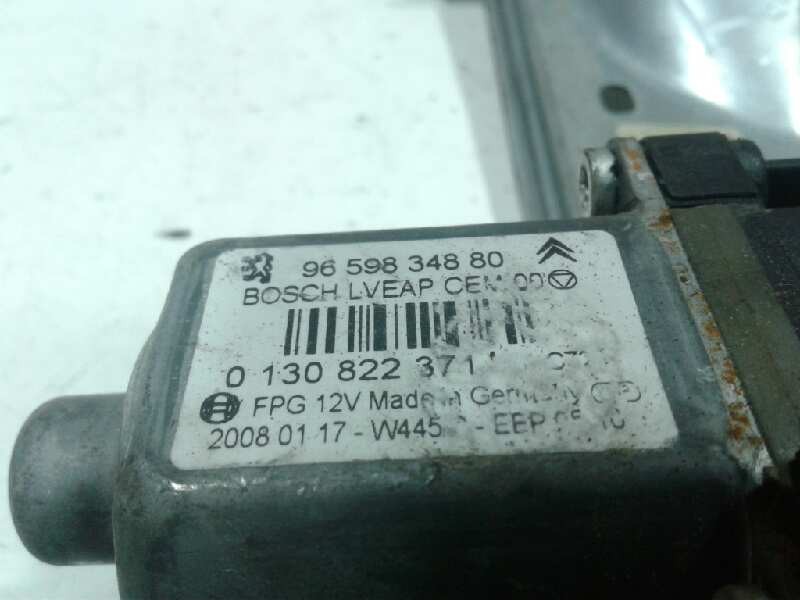 96 598 348 80
BOSCH LVEAP
0 130 822 371
FPG 12V Made in Germany
2008 01 17 - W445 - EEP